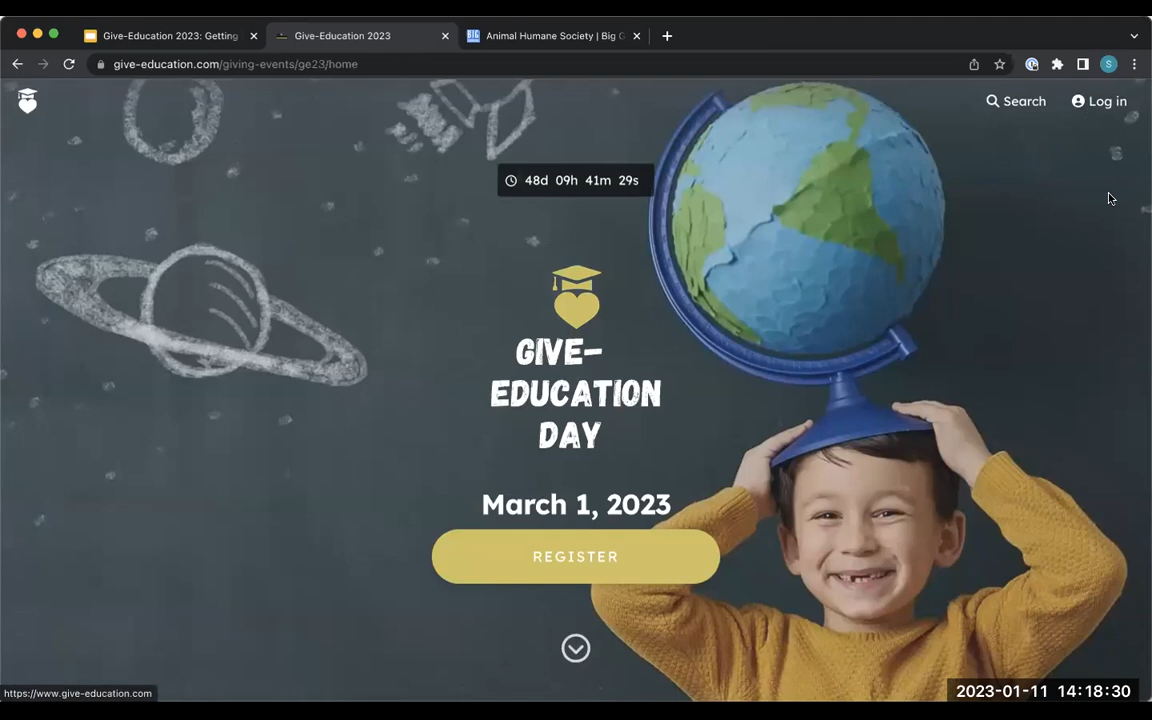 Give-Education 2023: Getting
Give-Education 2023
BIG
Animal Humane Society | Big G
give-education.com/giving-events/ge23/home
S
Search
Log in
48d 09h 41m 29s
GIVE-
EDUCATION
DAY
March 1, 2023
REGISTER
https://www.give-education.com
2023-01-11 14:18:30